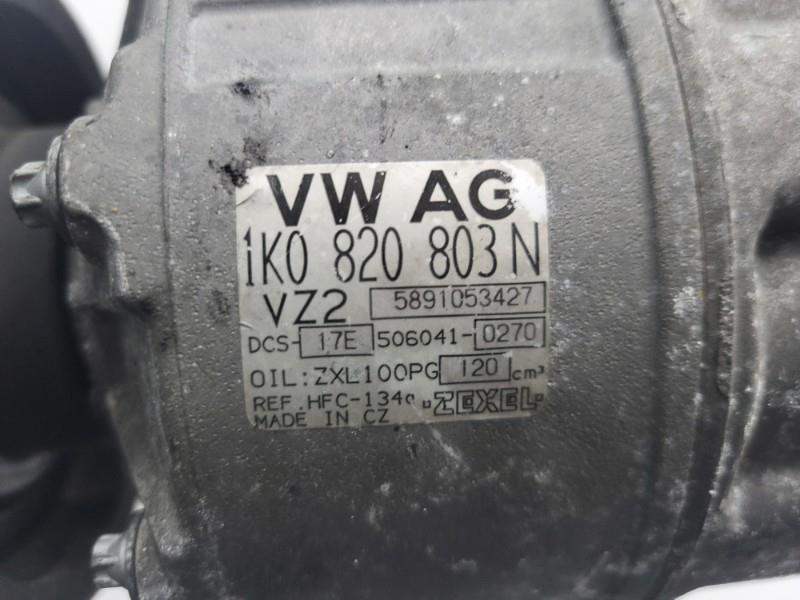 VW AG
1K0 820 803 N
VZ2 5891053427
DCS- 17E 506041- 0270
OIL: ZXL100PG 120 cm³
REF. HFC-134a ZEXEL
MADE IN CZ